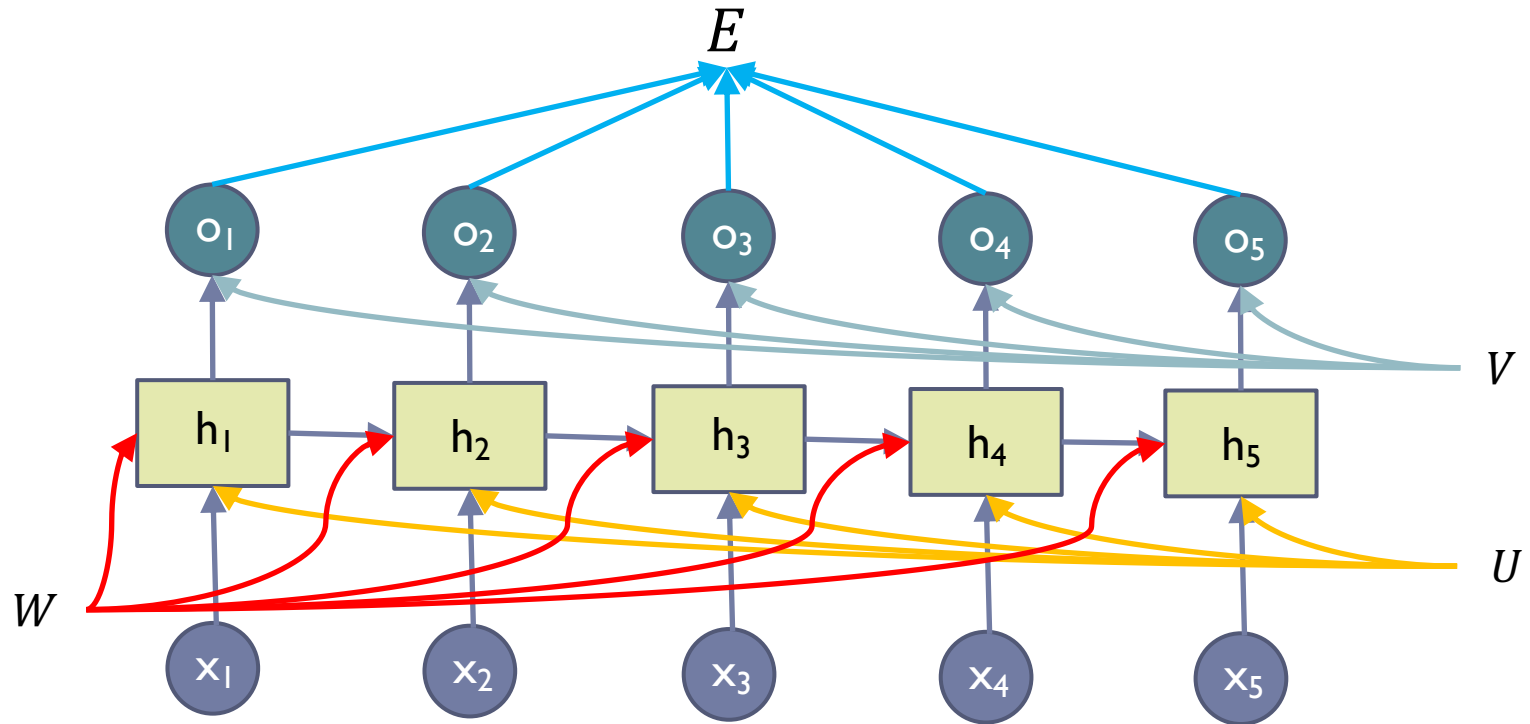 E
o₁ o₂ o₃ o₄ o₅
V
h₁ h₂ h₃ h₄ h₅
U
W
x₁ x₂ x₃ x₄ x₅